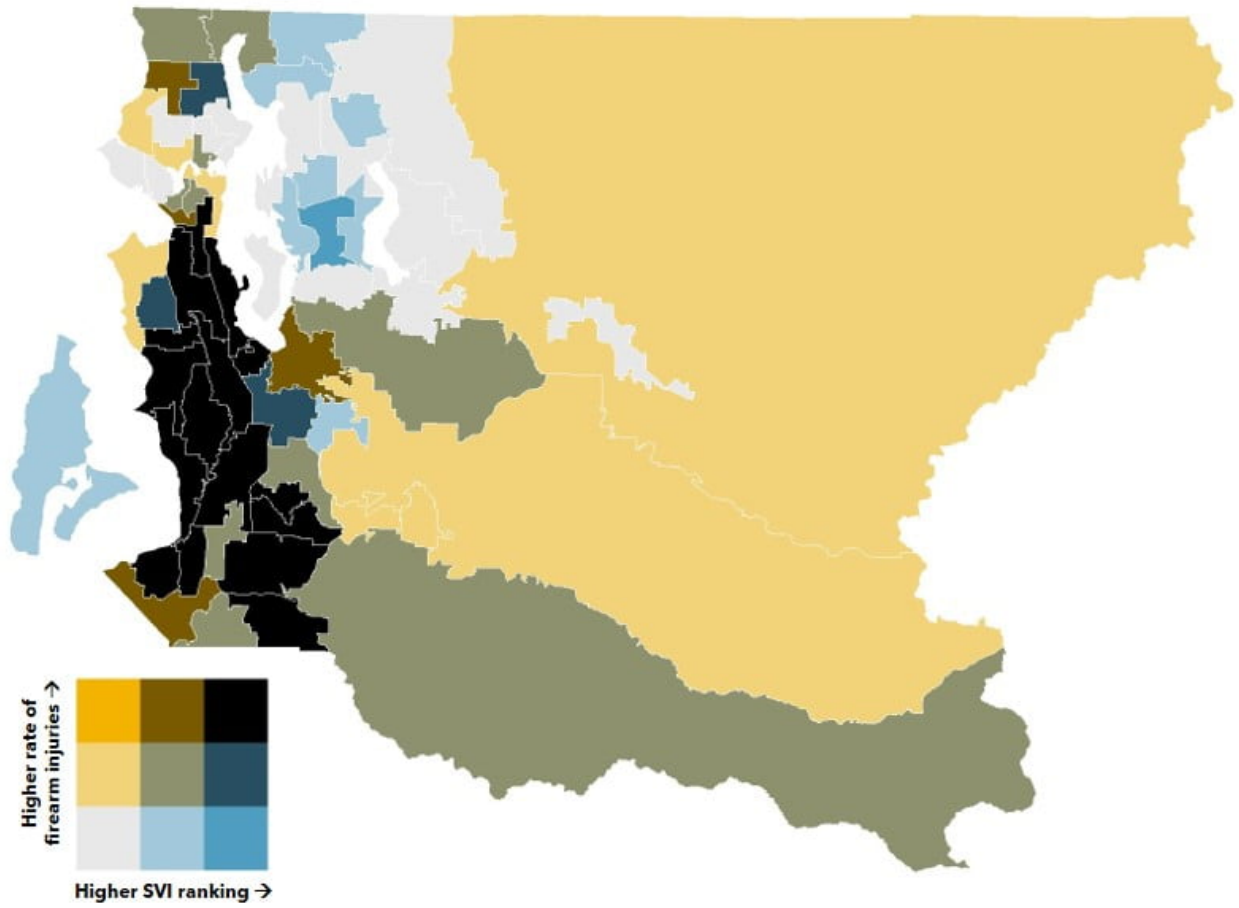 Higher rate of
firearm injuries →
Higher SVI ranking →